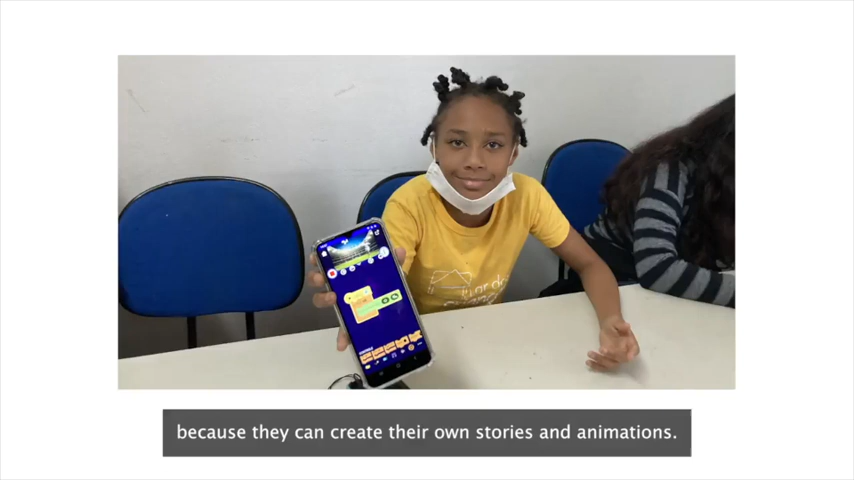 because they can create their own stories and animations.